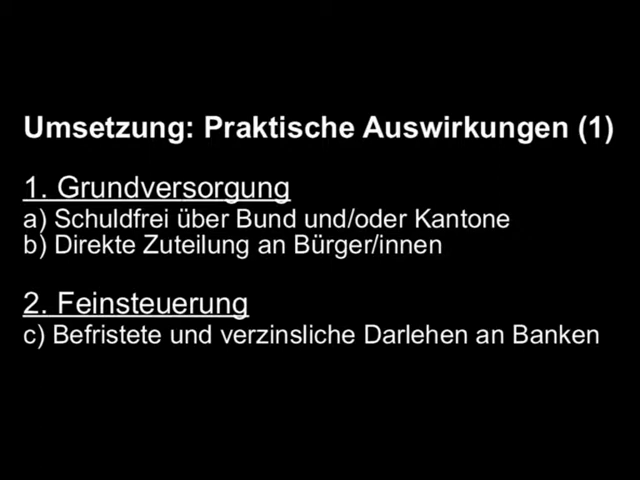 Umsetzung: Praktische Auswirkungen (1)
1. Grundversorgung
a) Schuldfrei über Bund und/oder Kantone
b) Direkte Zuteilung an Bürger/innen
2. Feinsteuerung
c) Befristete und verzinsliche Darlehen an Banken